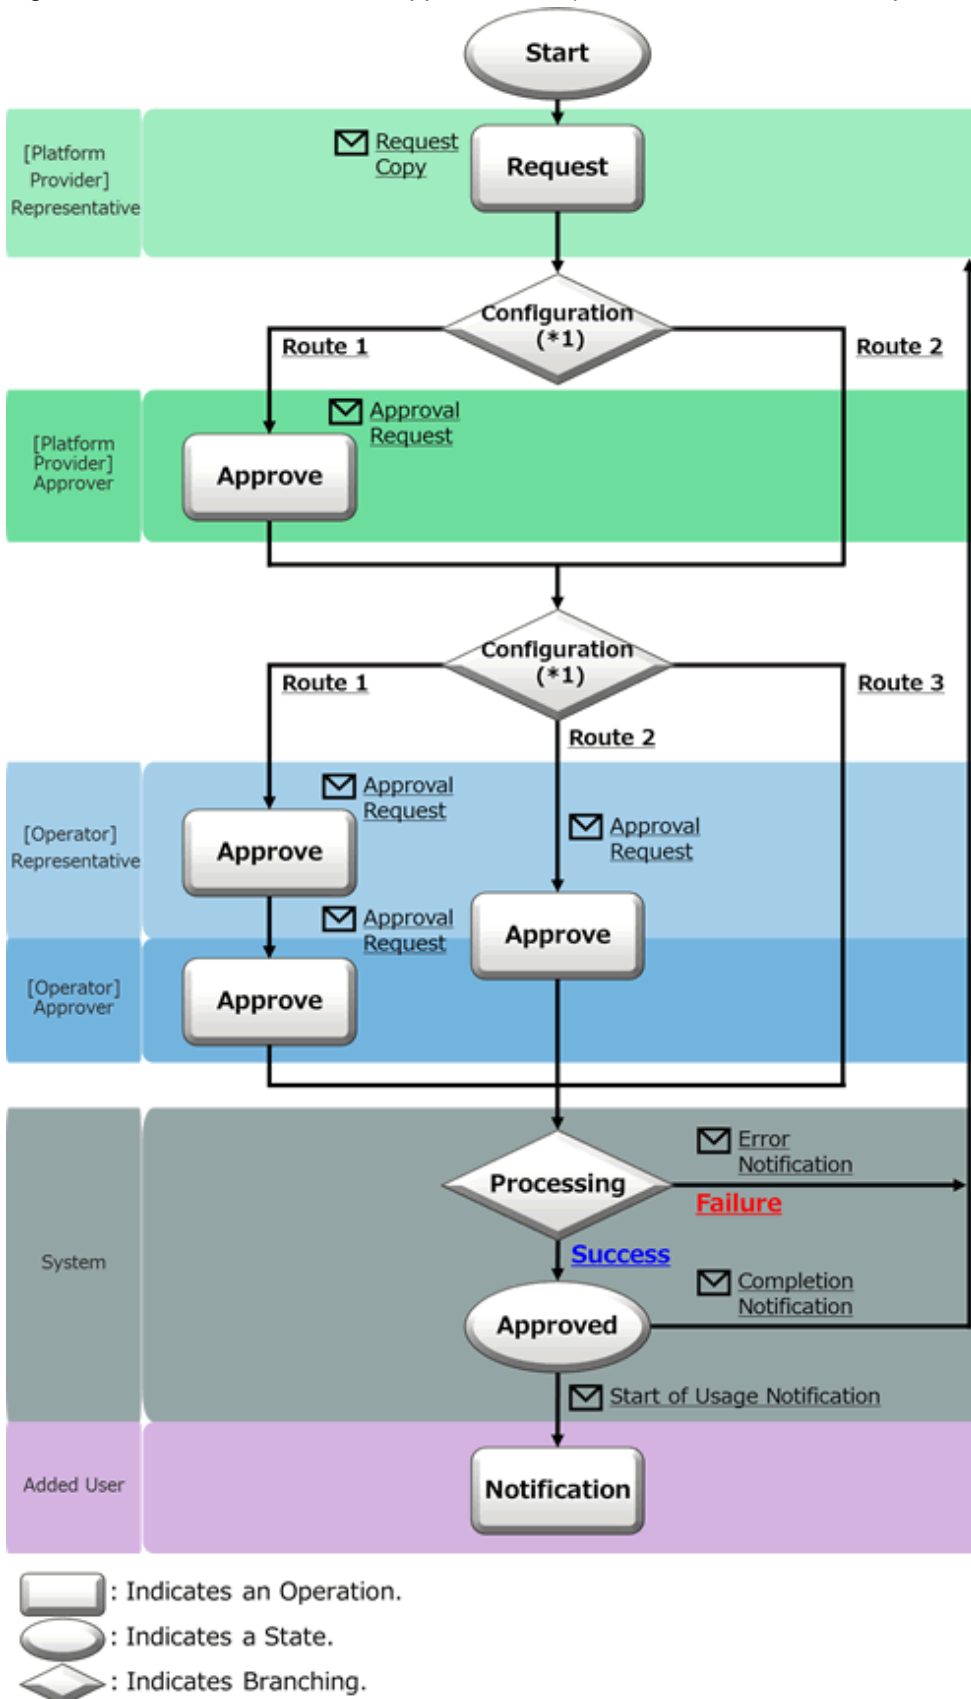 Start
[Platform
Provider]
Representative
Request
Copy
Request
Configuration
(*1)
Route 1
Route 2
[Platform
Provider]
Approver
Approval
Request
Approve
Configuration
(*1)
Route 1
Route 3
Route 2
[Operator]
Representative
Approval
Request
Approve
Approval
Request
Approval
Request
Approve
[Operator]
Approver
Approve
System
Processing
Error
Notification
Failure
Success
Approved
Completion
Notification
Start of Usage Notification
Added User
Notification
: Indicates an Operation.
: Indicates a State.
: Indicates Branching.